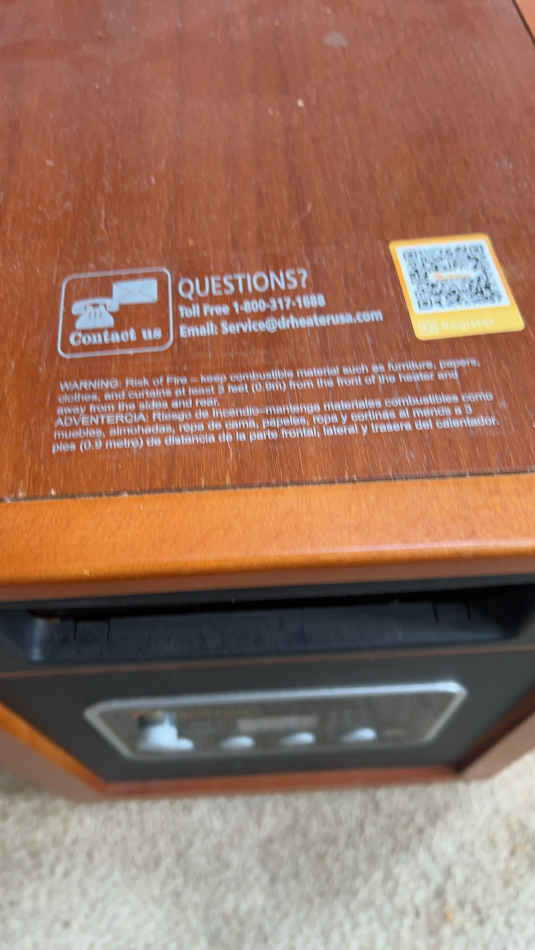 Contact us
QUESTIONS?
Toll Free 1-800-317-1688
Email: Service@drheaterusa.com
Register
WARNING: Risk of Fire – keep combustible material such as furniture, papers,
clothes, and curtains at least 3 feet (0.9m) from the front of the heater and
away from the sides and rear.
ADVENTERCIA: Riesgo de Incendio–mantenga materiales combustibles como
muebles, almohadas, ropa de cama, papeles, ropa y cortinas al menos a 3
pies (0.9 metro) de distancia de la parte frontal, lateral y trasera del calentador.